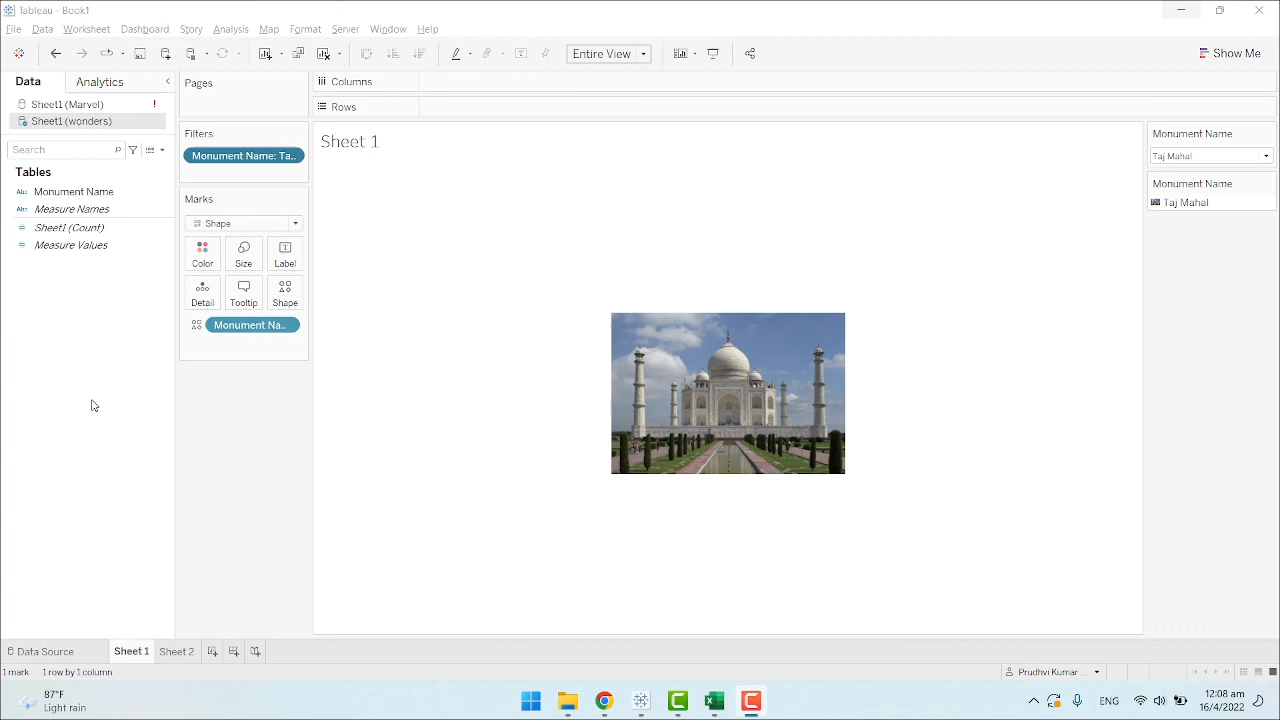 Tableau - Book1
File Data Worksheet Dashboard Story Analysis Map Format Server Window Help
Entire View
Show Me
Data Analytics
Pages
Columns
Sheet1 (Marvel) !
Rows
Sheet1 (wonders)
Filters
Sheet 1
Monument Name
Search
Monument Name: Ta..
Taj Mahal
Tables
Monument Name
Abc Monument Name
Marks
Taj Mahal
Abc Measure Names
Shape
Sheet1 (Count)
Measure Values
Color Size Label
Detail Tooltip Shape
Monument Na..
Data Source Sheet 1 Sheet 2
1 mark 1 row by 1 column
Prudhvi Kumar ...
87°F
Light rain
ENG
12:08 am
16/4/2022